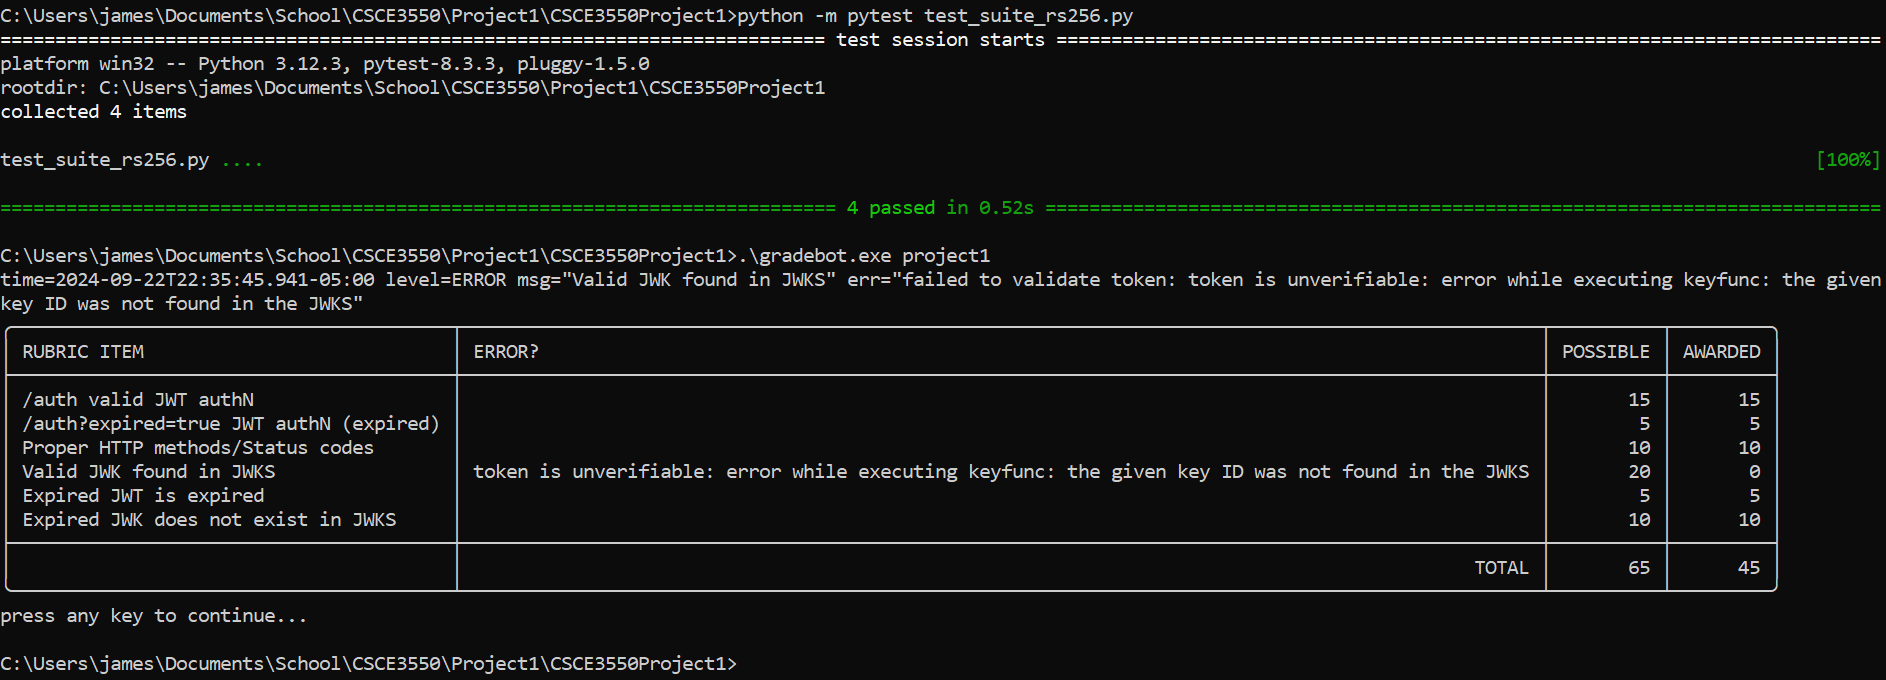 C:\Users\james\Documents\School\CSCE3550\Project1\CSCE3550Project1>python -m pytest test_suite_rs256.py
=========================================================================== test session starts ===========================================================================
platform win32 -- Python 3.12.3, pytest-8.3.3, pluggy-1.5.0
rootdir: C:\Users\james\Documents\School\CSCE3550\Project1\CSCE3550Project1
collected 4 items
test_suite_rs256.py .... [100%]
============================================================================ 4 passed in 0.52s ============================================================================
C:\Users\james\Documents\School\CSCE3550\Project1\CSCE3550Project1>.\gradebot.exe project1
time=2024-09-22T22:35:45.941-05:00 level=ERROR msg="Valid JWK found in JWKS" err="failed to validate token: token is unverifiable: error while executing keyfunc: the given
key ID was not found in the JWKS"
RUBRIC ITEM ERROR? POSSIBLE AWARDED
/auth valid JWT authN 15 15
/auth?expired=true JWT authN (expired) 5 5
Proper HTTP methods/Status codes 10 10
Valid JWK found in JWKS token is unverifiable: error while executing keyfunc: the given key ID was not found in the JWKS 20 0
Expired JWT is expired 5 5
Expired JWK does not exist in JWKS 10 10
TOTAL 65 45
press any key to continue...
C:\Users\james\Documents\School\CSCE3550\Project1\CSCE3550Project1>